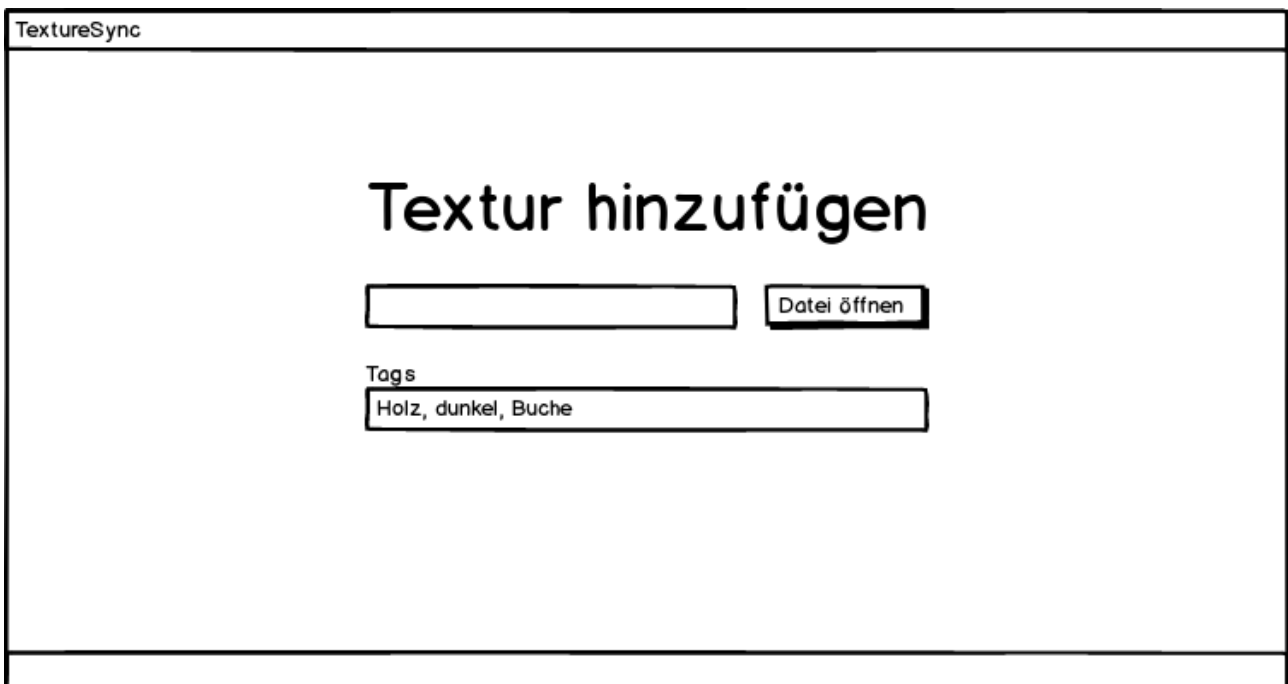 TextureSync
Textur hinzufügen
Datei öffnen
Tags
Holz, dunkel, Buche